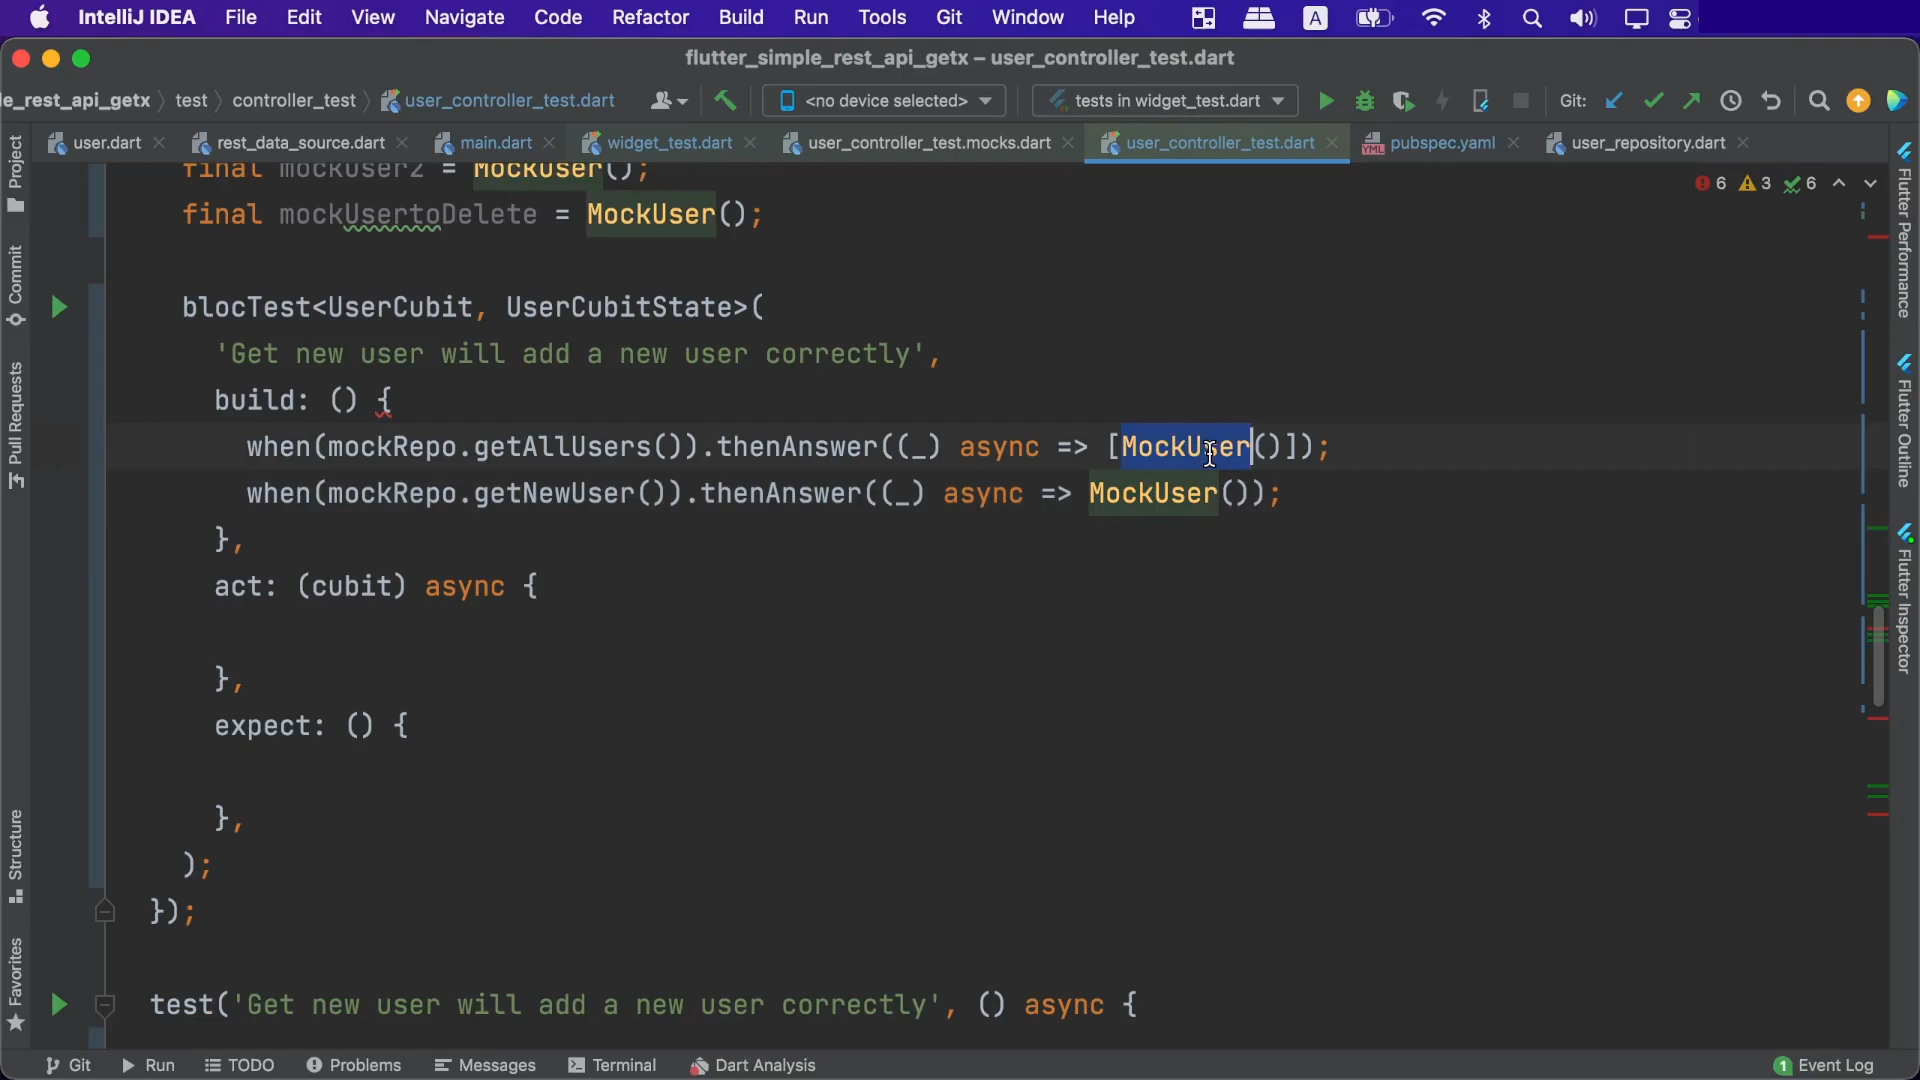 IntelliJ IDEA File Edit View Navigate Code Refactor Build Run Tools Git Window Help A
flutter_simple_rest_api_getx – user_controller_test.dart
le_rest_api_getx test controller_test user_controller_test.dart <no device selected> tests in widget_test.dart Git:
user.dart rest_data_source.dart main.dart widget_test.dart user_controller_test.mocks.dart user_controller_test.dart YML pubspec.yaml user_repository.dart
6 3 6
final mockUser2 = MockUser();
final mockUsertoDelete = MockUser();
blocTest<UserCubit, UserCubitState>(
'Get new user will add a new user correctly',
build: () {
when(mockRepo.getAllUsers()).thenAnswer((_) async => [MockUser()]);
when(mockRepo.getNewUser()).thenAnswer((_) async => MockUser());
},
act: (cubit) async {
},
expect: () {
},
);
});
test('Get new user will add a new user correctly', () async {
Project
Commit
Pull Requests
Structure
Favorites
Flutter Performance
Flutter Outline
Flutter Inspector
Git Run TODO Problems Messages Terminal Dart Analysis 1 Event Log